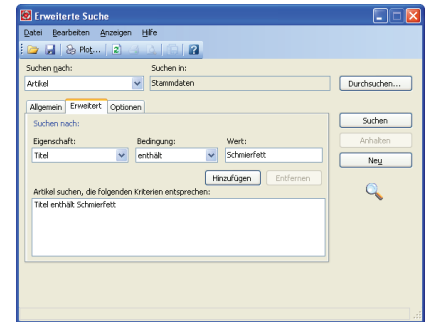 Erweiterte Suche
Datei Bearbeiten Anzeigen Hilfe
Plot...
Suchen nach: Suchen in:
Artikel Stammdaten Durchsuchen...
Allgemein Erweitert Optionen
Suchen nach:
Eigenschaft: Bedingung: Wert:
Titel enthält Schmierfett
Hinzufügen Entfernen
Artikel suchen, die folgenden Kriterien entsprechen:
Titel enthält Schmierfett
Suchen
Anhalten
Neu